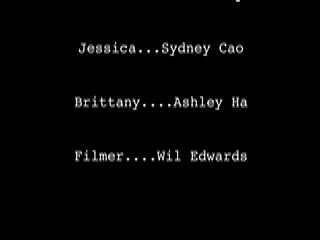 Jessica...Sydney Cao
Brittany....Ashley Ha
Filmer....Wil Edwards